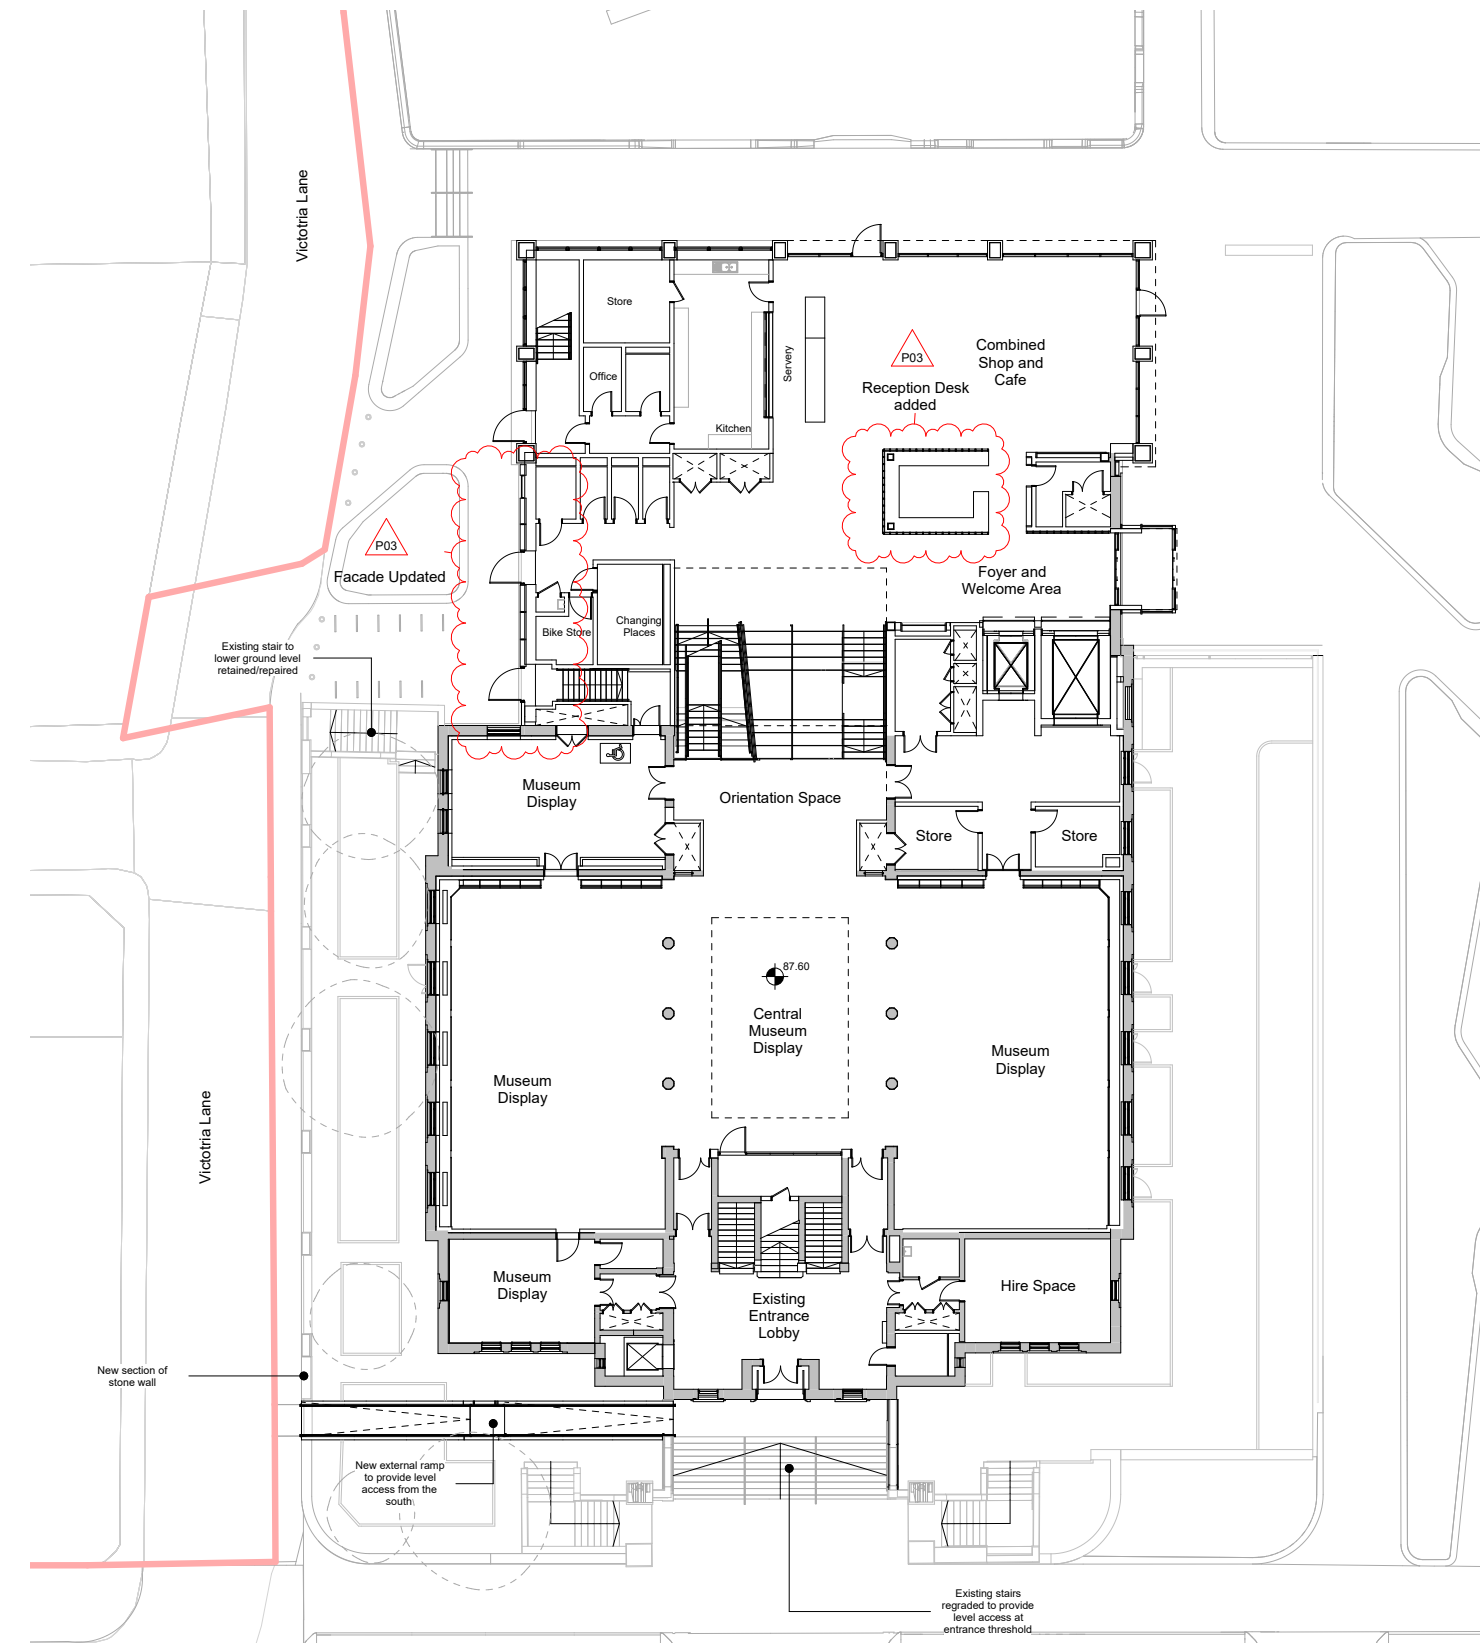 Victotria Lane
Store
Office
Kitchen
Servery
P03
Reception Desk
added
Combined
Shop and
Cafe
P03
Facade Updated
Foyer and
Welcome Area
Changing
Places
Bike Store
Existing stair to
lower ground level
retained/repaired
Museum
Display
Orientation Space
Store
Store
87.60
Central
Museum
Display
Museum
Display
Museum
Display
Victotria Lane
Museum
Display
Existing
Entrance
Lobby
Hire Space
New section of
stone wall
New external ramp
to provide level
access from the
south
Existing stairs
regraded to provide
level access at
entrance threshold